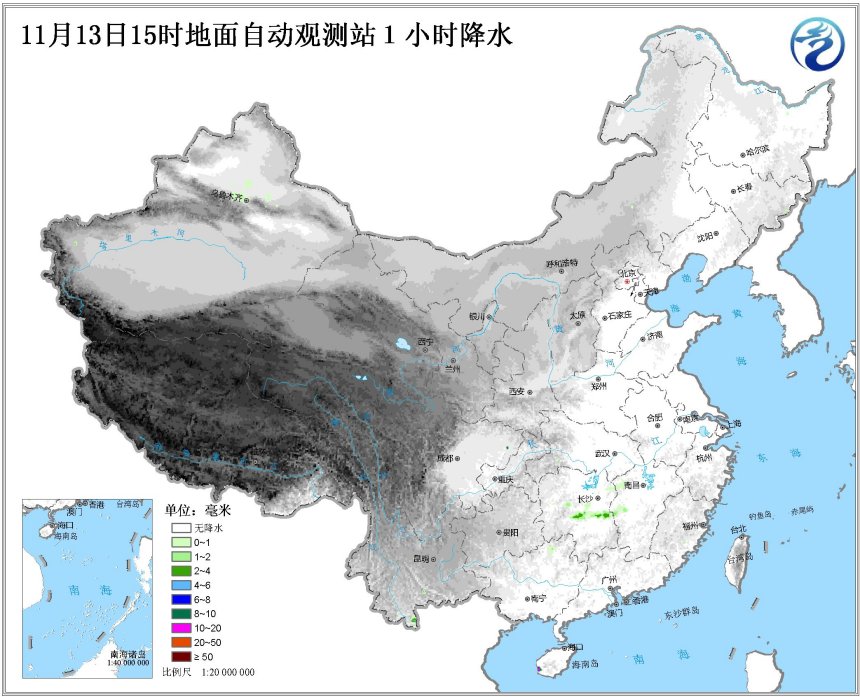 11月13日15时地面自动观测站1小时降水
黑
龙
江
哈尔滨
长春
沈阳
乌鲁木齐
塔里木河
呼和浩特
北京
天津
渤
海
银川
太原
石家庄
黄
河
济南
黄
海
西宁
兰州
西安
郑州
合肥
南京
上海
成都
重庆
长
江
武汉
杭州
东海
长沙
南昌
贵阳
福州
台北
钓鱼岛
赤尾屿
台湾岛
昆明
广州
香港
澳门
东沙群岛
南宁
海口
海南岛
南海
香港
澳门
台湾岛
海口
海南岛
南海
南海诸岛
1:40 000 000
单位：毫米
无降水
0~1
1~2
2~4
4~6
6~8
8~10
10~20
20~50
≥ 50
比例尺 1:20 000 000